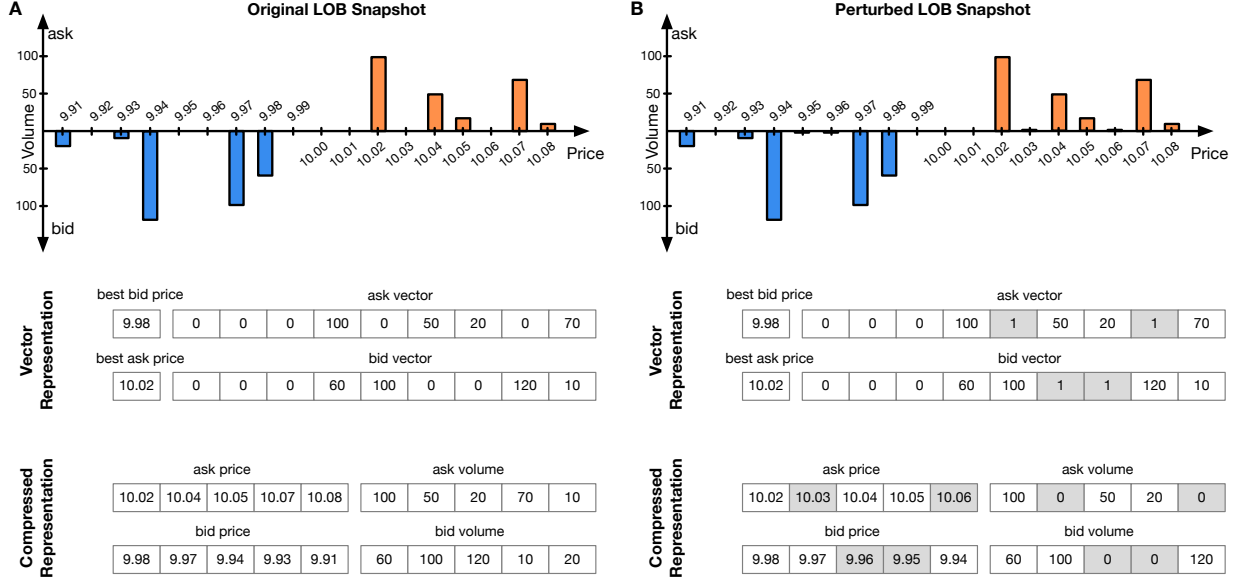 A
Original LOB Snapshot
ask
100
50
Volume
50
100
bid
9.91 9.92 9.93 9.94 9.95 9.96 9.97 9.98 9.99
10.00 10.01 10.02 10.03 10.04 10.05 10.06 10.07 10.08
Price
B
Perturbed LOB Snapshot
ask
100
50
Volume
50
100
bid
9.91 9.92 9.93 9.94 9.95 9.96 9.97 9.98 9.99
10.00 10.01 10.02 10.03 10.04 10.05 10.06 10.07 10.08
Price
Vector
Representation
best bid price ask vector
9.98 0 0 0 100 0 50 20 0 70
best ask price bid vector
10.02 0 0 0 60 100 0 0 120 10
Vector
Representation
best bid price ask vector
9.98 0 0 0 100 1 50 20 1 70
best ask price bid vector
10.02 0 0 0 60 100 1 1 120 10
Compressed
Representation
ask price ask volume
10.02 10.04 10.05 10.07 10.08 100 50 20 70 10
bid price bid volume
9.98 9.97 9.94 9.93 9.91 60 100 120 10 20
Compressed
Representation
ask price ask volume
10.02 10.03 10.04 10.05 10.06 100 0 50 20 0
bid price bid volume
9.98 9.97 9.96 9.95 9.94 60 100 0 0 120